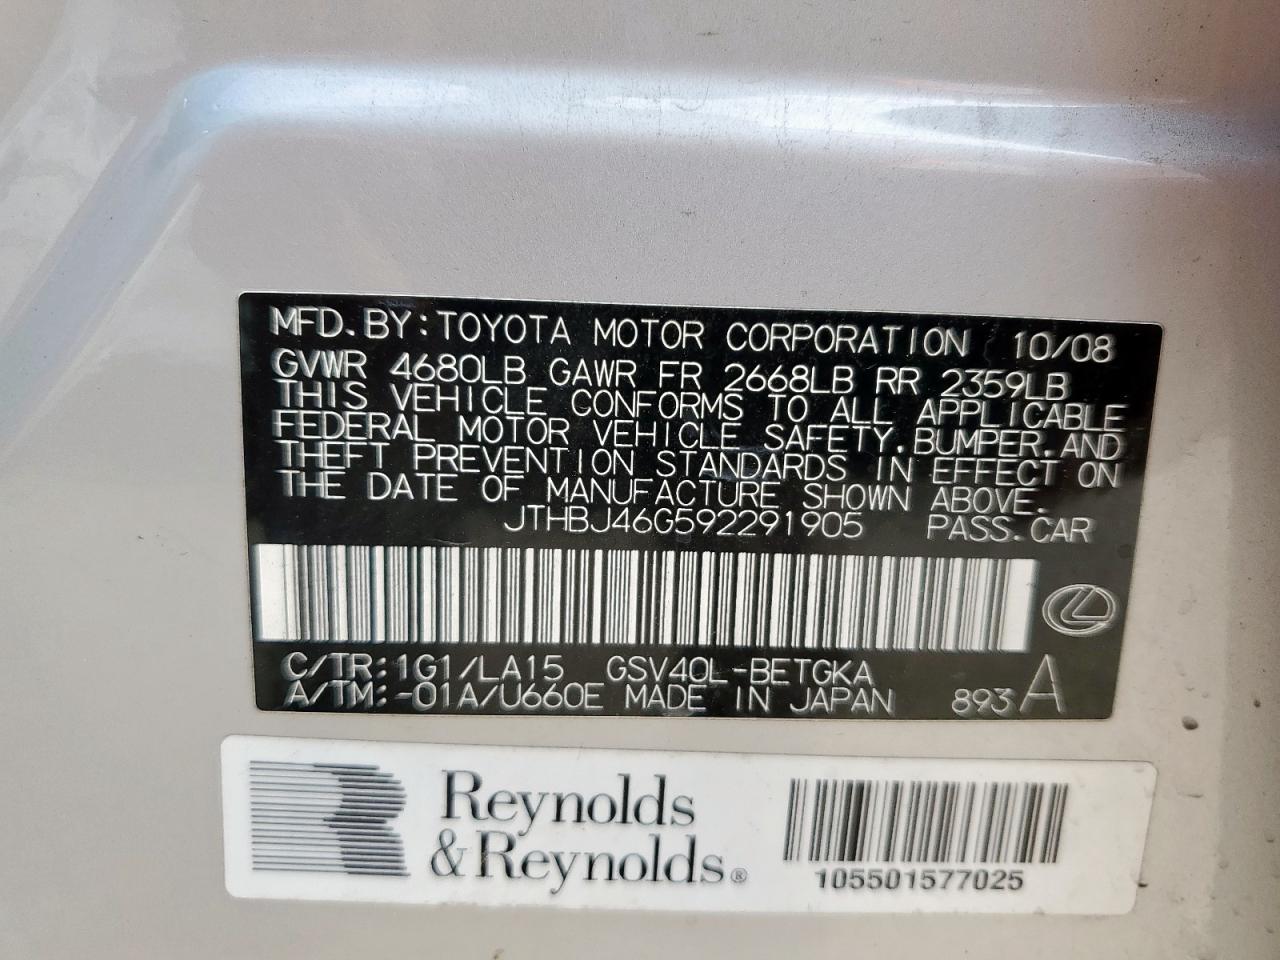 MFD.BY:TOYOTA MOTOR CORPORATION 10/08
GVWR 4680LB GAWR FR 2668LB RR 2359LB
THIS VEHICLE CONFORMS TO ALL APPLICABLE
FEDERAL MOTOR VEHICLE SAFETY,BUMPER,AND
THEFT PREVENTION STANDARDS IN EFFECT ON
THE DATE OF MANUFACTURE SHOWN ABOVE.
JTHBJ46G592291905 PASS.CAR
C/TR:1G1/LA15 GSV40L-BETGKA
A/TM:-01A/U660E MADE IN JAPAN 893 A
Reynolds
& Reynolds®
105501577025